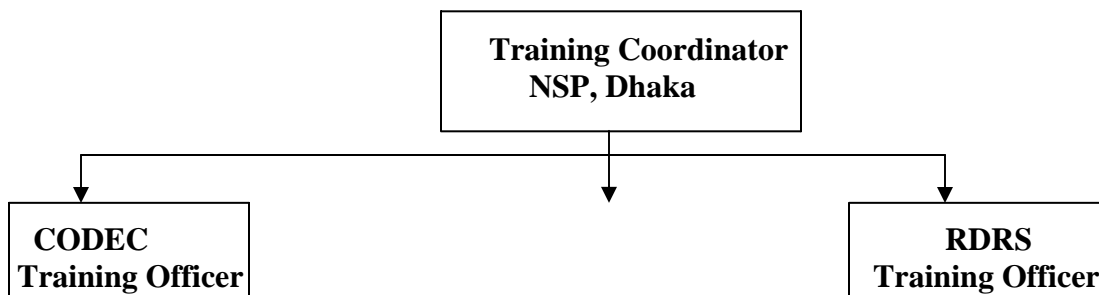 Training Coordinator
NSP, Dhaka
CODEC
Training Officer
RDRS
Training Officer